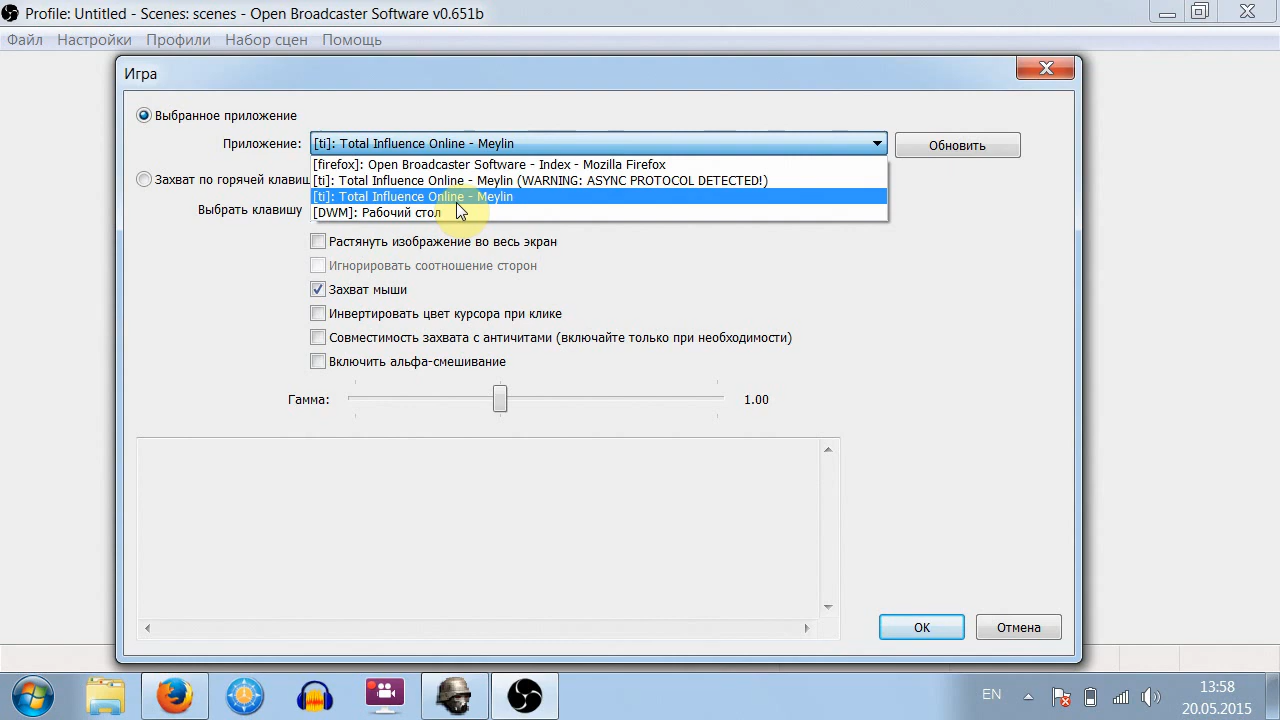 Profile: Untitled - Scenes: scenes - Open Broadcaster Software v0.651b
Файл Настройки Профили Набор сцен Помощь
Игра
Выбранное приложение
Приложение: [ti]: Total Influence Online - Meylin Обновить
[firefox]: Open Broadcaster Software - Index - Mozilla Firefox
Захват по горячей клавиш [ti]: Total Influence Online - Meylin (WARNING: ASYNC PROTOCOL DETECTED!)
[ti]: Total Influence Online - Meylin
Выбрать клавишу [DWM]: Рабочий стол
Растянуть изображение во весь экран
Игнорировать соотношение сторон
Захват мыши
Инвертировать цвет курсора при клике
Совместимость захвата с античитами (включайте только при необходимости)
Включить альфа-смешивание
Гамма: 1.00
OK Отмена
EN 13:58
20.05.2015